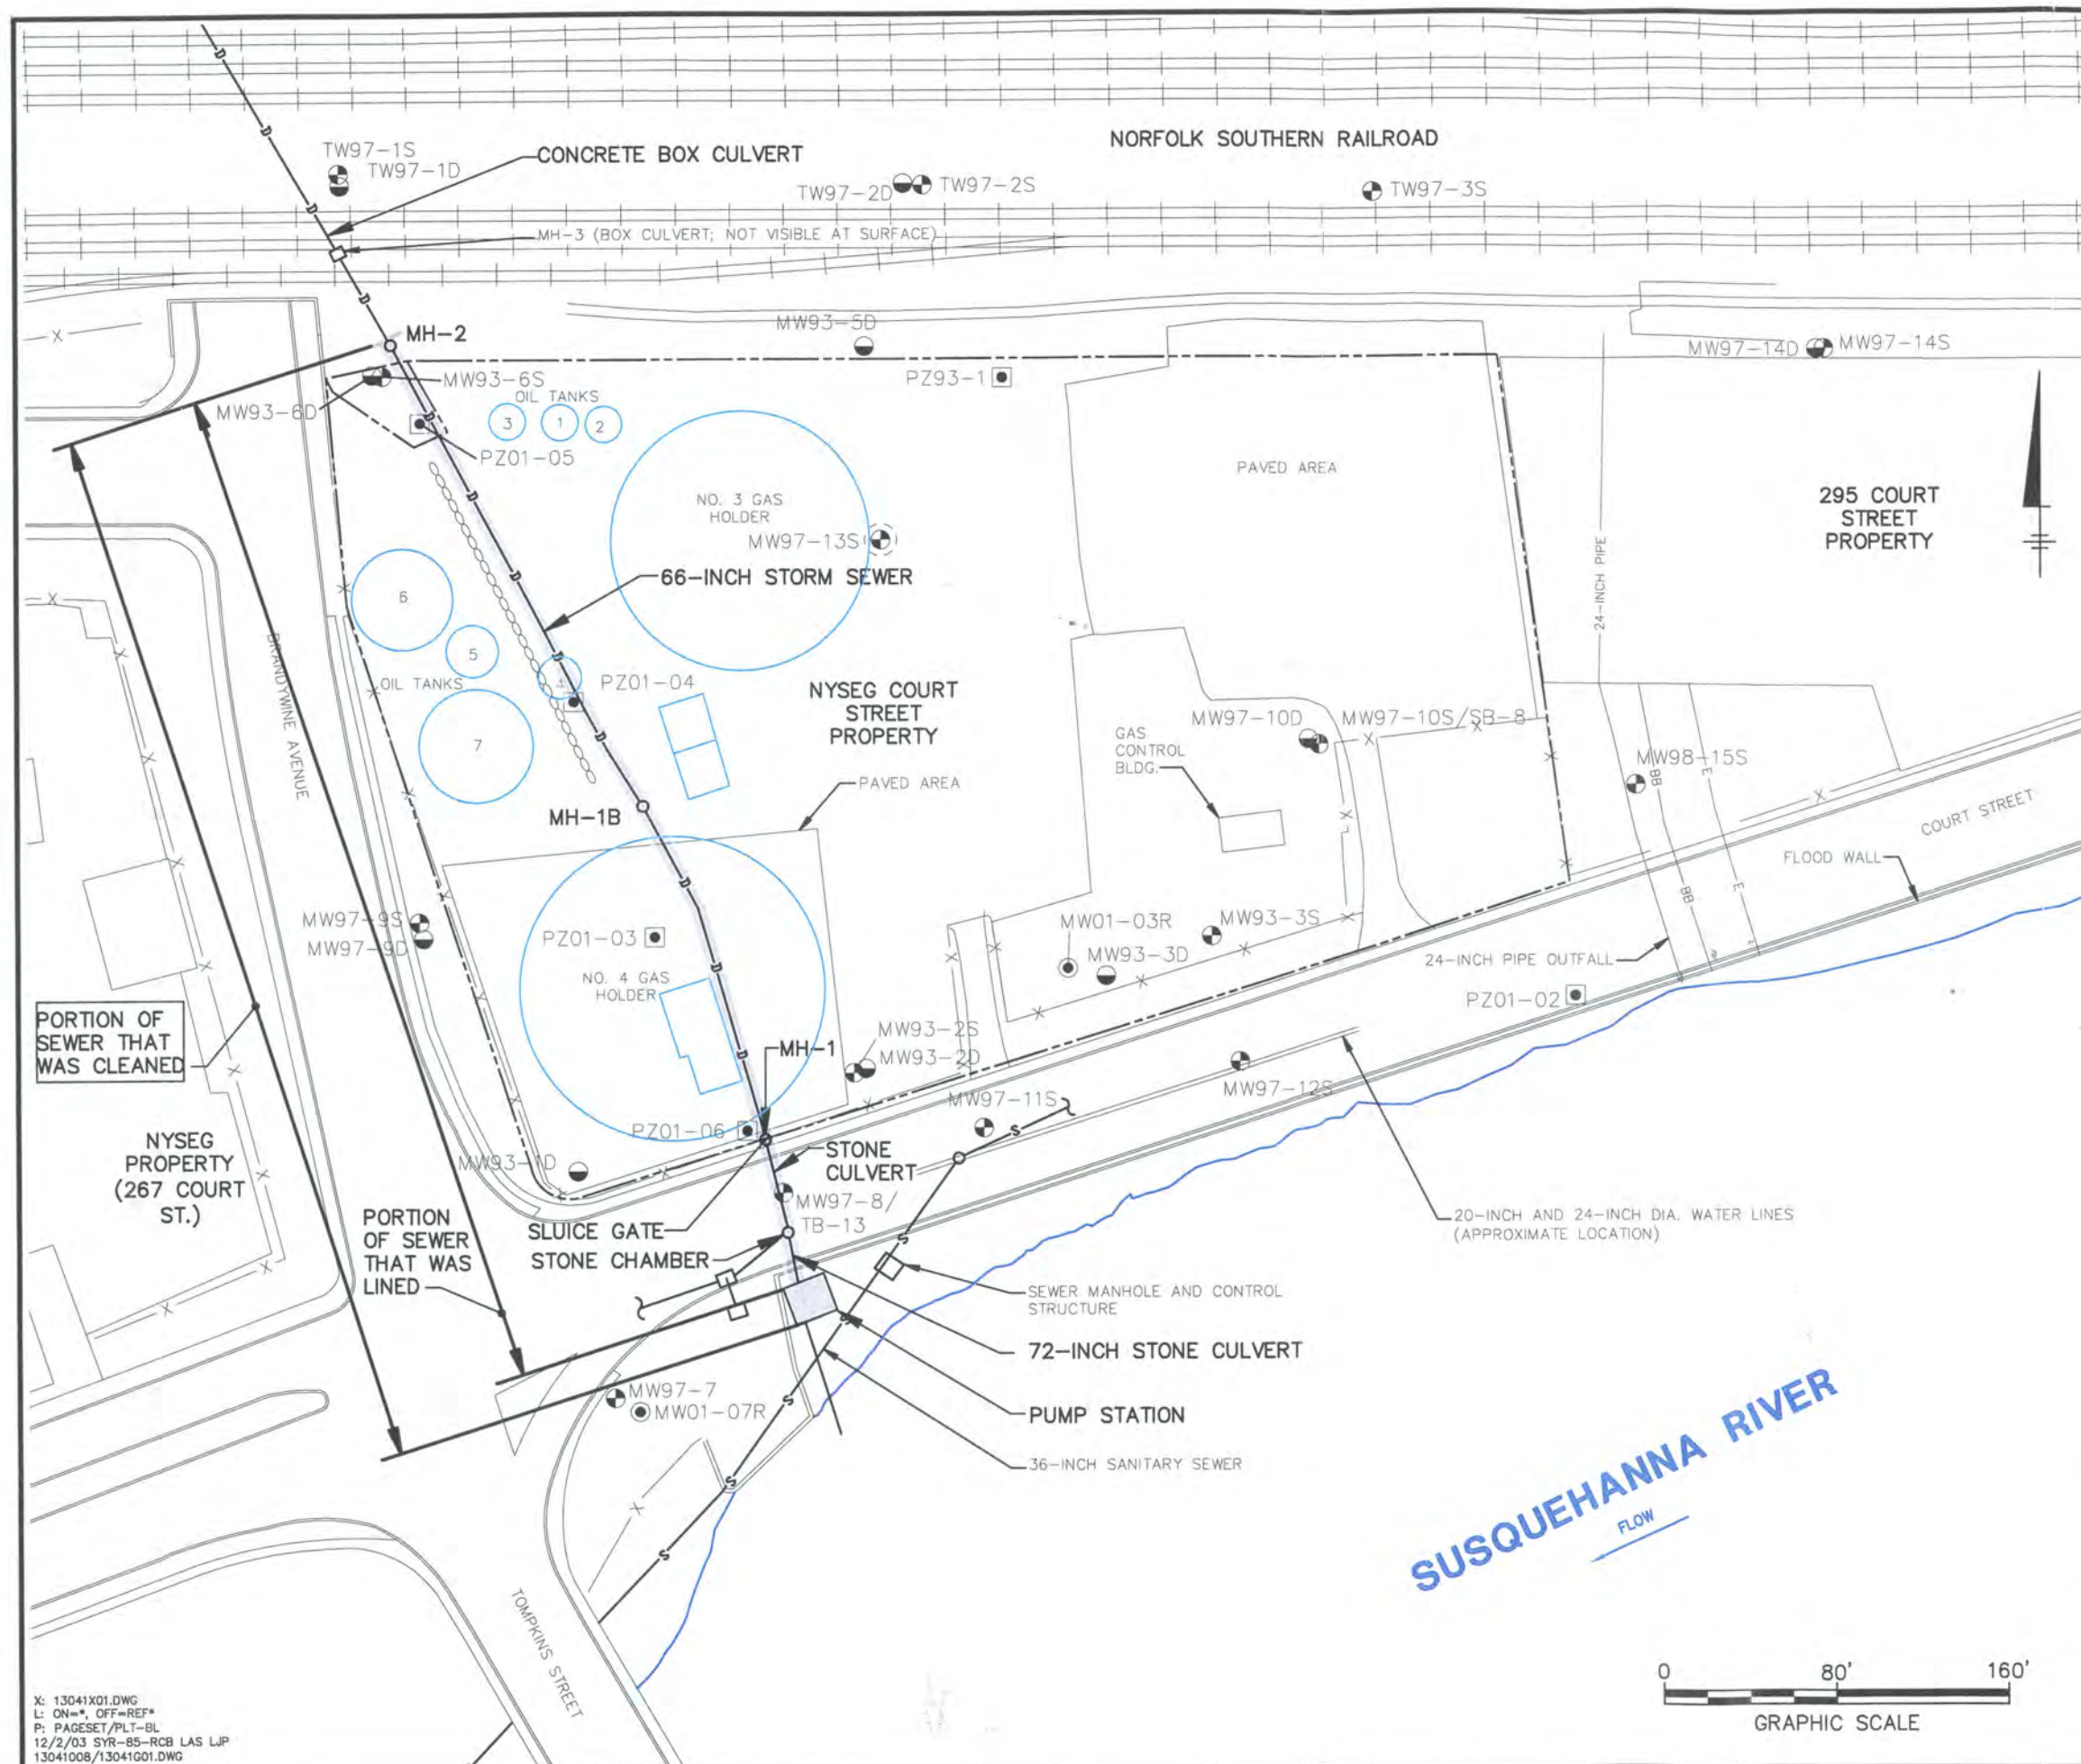 NORFOLK SOUTHERN RAILROAD
TW97-1S
TW97-1D
CONCRETE BOX CULVERT
TW97-2D
TW97-2S
TW97-3S
MH-3 (BOX CULVERT; NOT VISIBLE AT SURFACE)
MH-2
MW93-5D
MW97-14D
MW97-14S
MW93-6S
MW93-6D
PZ93-1
OIL TANKS
3
1
2
PZ01-05
PAVED AREA
NO. 3 GAS
HOLDER
MW97-13S
295 COURT
STREET
PROPERTY
24-INCH PIPE
66-INCH STORM SEWER
6
5
4
7
BRANDYWINE AVENUE
OIL TANKS
PZ01-04
NYSEG COURT
STREET
PROPERTY
MW97-10D
MW97-10S/SB-8
GAS
CONTROL
BLDG.
MW98-15S
PAVED AREA
MH-1B
COURT STREET
FLOOD WALL
MW97-9S
MW97-9D
PZ01-03
NO. 4 GAS
HOLDER
MW01-03R
MW93-3S
MW93-3D
24-INCH PIPE OUTFALL
PZ01-02
PORTION OF
SEWER THAT
WAS CLEANED
MW93-2S
MW93-2D
MH-1
MW97-12S
MW97-11S
PZ01-06
NYSEG
PROPERTY
(267 COURT
ST.)
MW93-1D
STONE
CULVERT
MW97-8/
TB-13
PORTION
OF SEWER
THAT WAS
LINED
SLUICE GATE
STONE CHAMBER
20-INCH AND 24-INCH DIA. WATER LINES
(APPROXIMATE LOCATION)
SEWER MANHOLE AND CONTROL
STRUCTURE
72-INCH STONE CULVERT
MW97-7
MW01-07R
PUMP STATION
36-INCH SANITARY SEWER
SUSQUEHANNA RIVER
FLOW
TOMPKINS STREET
0 80' 160'
GRAPHIC SCALE
X: 13041X01.DWG
L: ON=*, OFF=REF*
P: PAGESET/PLT-BL
12/2/03 SYR-85-RCB LAS LJP
13041008/13041G01.DWG